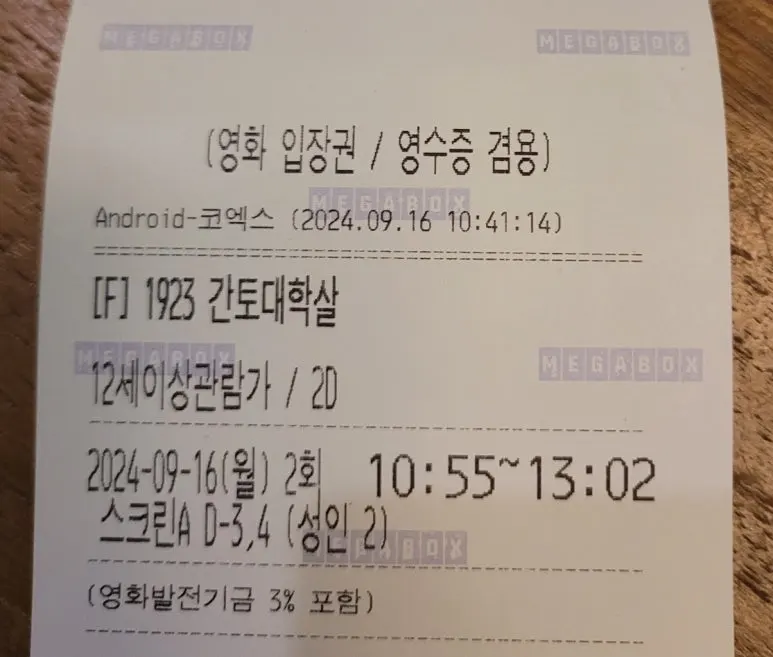 MEGABOX MEGABOX
(영화 입장권 / 영수증 겸용)
MEGABOX
Android-코엑스 (2024.09.16 10:41:14)
[F] 1923 간토대학살
MEGABOX MEGABOX
12세이상관람가 / 2D
2024-09-16(월) 2회 10:55~13:02
스크린A D-3,4 (성인 2)
MEGABOX
(영화발전기금 3% 포함)